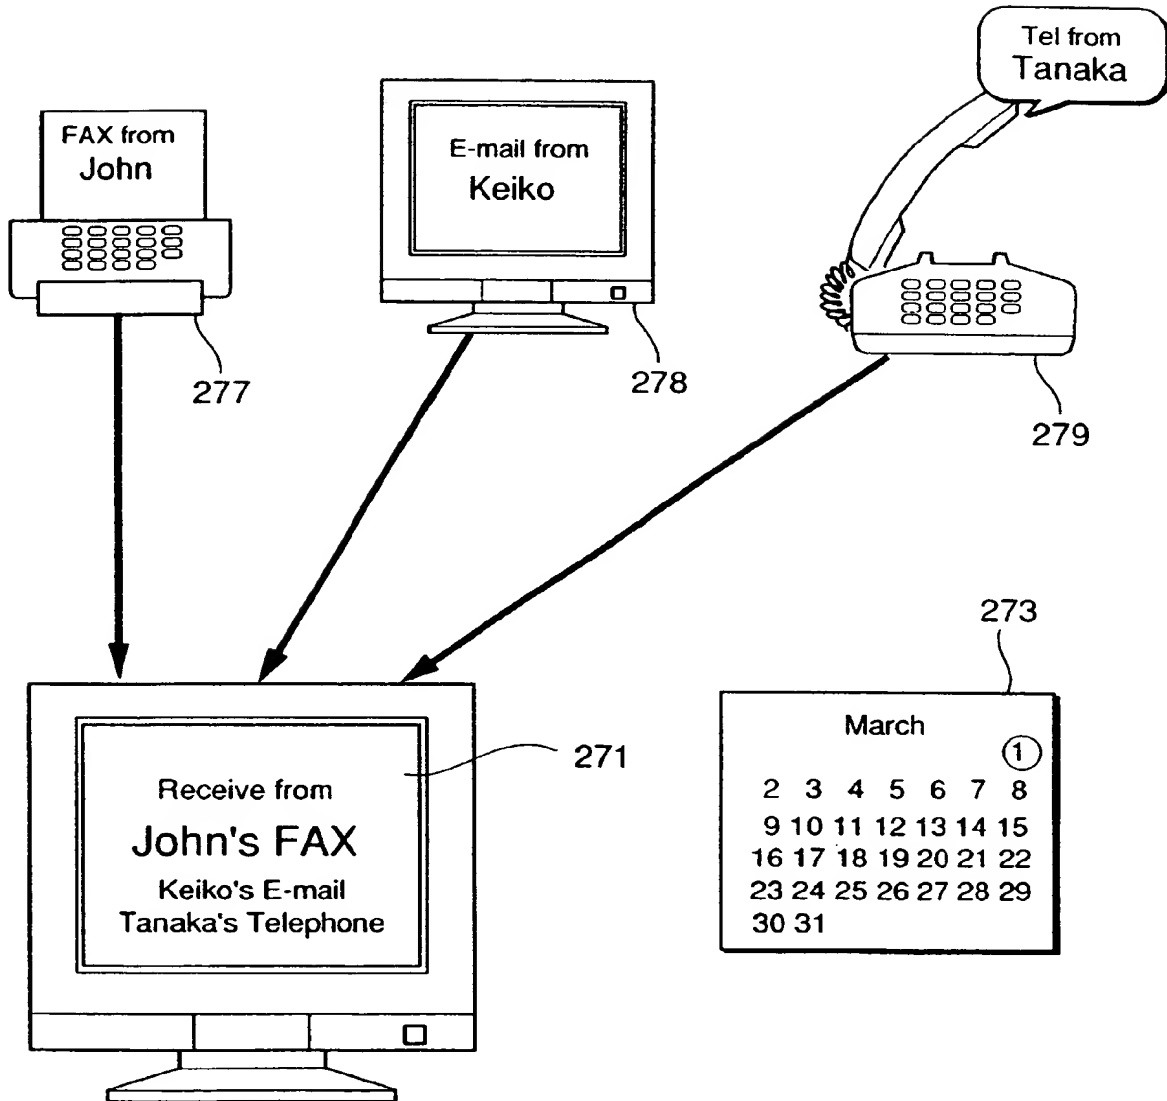 Tel from
Tanaka
FAX from
John
E-mail from
Keiko
277
278
279
273
271
Receive from
John's FAX
Keiko's E-mail
Tanaka's Telephone
March
1
2 3 4 5 6 7 8
9 10 11 12 13 14 15
16 17 18 19 20 21 22
23 24 25 26 27 28 29
30 31